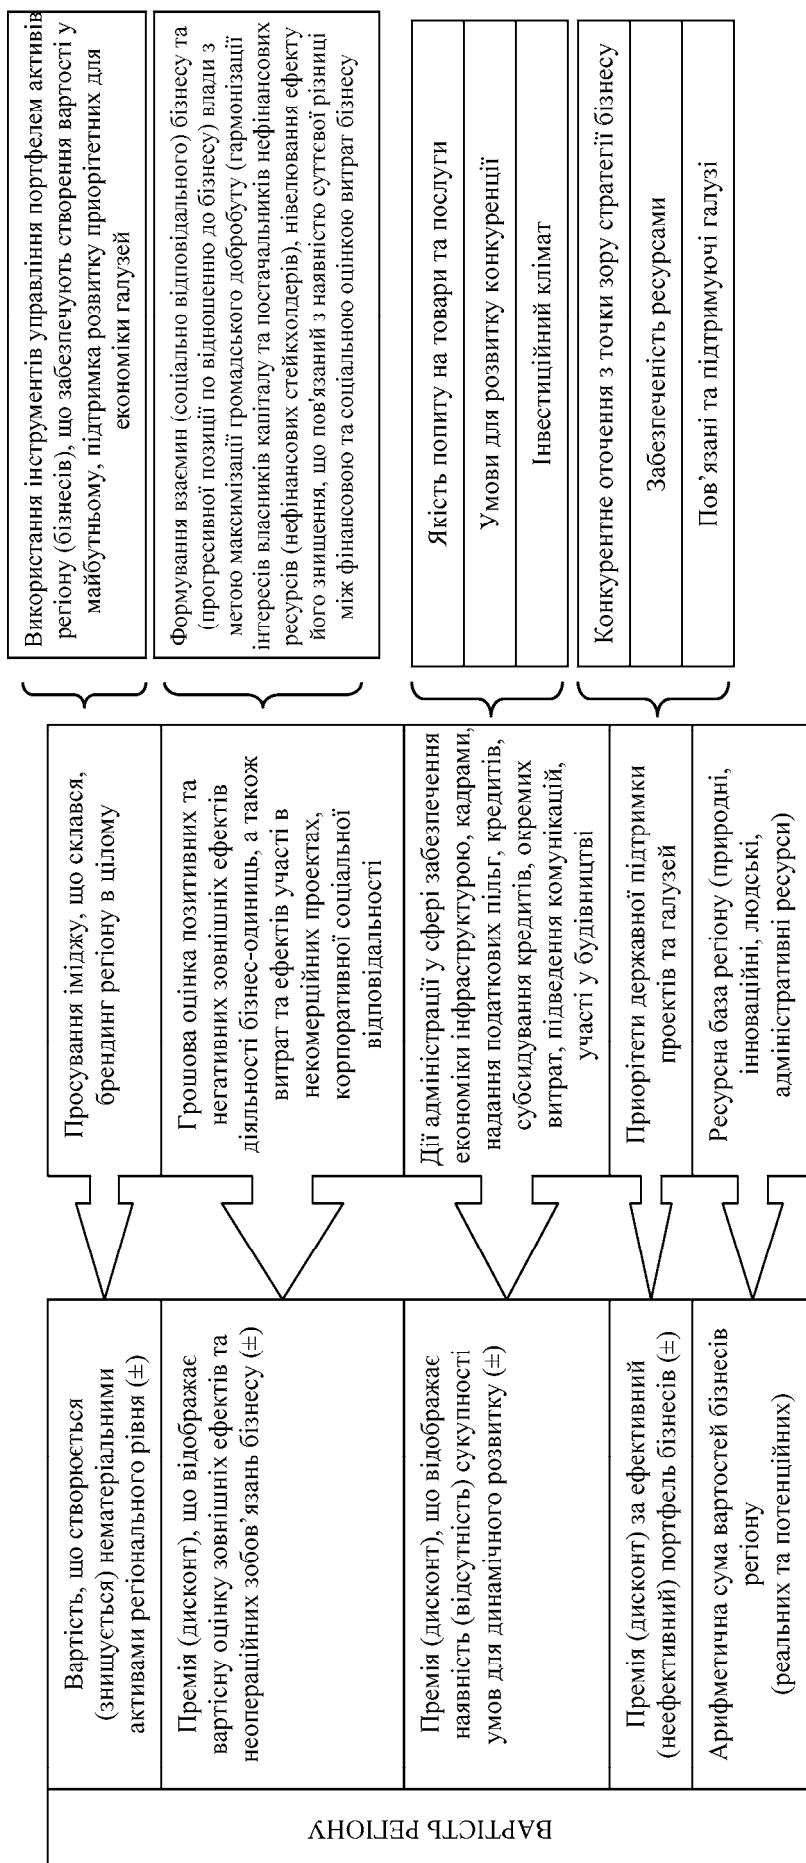 ВАРТІСТЬ РЕГІОНУ
Вартість, що створюється
(знищується) нематеріальними
активами регіонального рівня (±)
Премія (дисконт), що відображає
вартісну оцінку зовнішніх ефектів та
неопераційних зобов’язань бізнесу (±)
Премія (дисконт), що відображає
наявність (відсутність) сукупності
умов для динамічного розвитку (±)
Премія (дисконт) за ефективний
(неефективний) портфель бізнесів (±)
Арифметична сума вартостей бізнесів
регіону
(реальних та потенційних)
Просування іміджу, що склався,
брендинг регіону в цілому
Грошова оцінка позитивних та
негативних зовнішніх ефектів
діяльності бізнес-одиниць, а також
витрат та ефектів участі в
некомерційних проектах,
корпоративної соціальної
відповідальності
Дії адміністрації у сфері забезпечення
економіки інфраструктурою, кадрами,
надання податкових пільг, кредитів,
субсидування кредитів, окремих
витрат, підведення комунікацій,
участі у будівництві
Приорітети державної підтримки
проектів та галузей
Ресурсна база регіону (природні,
інноваційні, людські,
адміністративні ресурси)
Використання інструментів управління портфелем активів
регіону (бізнесів), що забезпечують створення вартості у
майбутньому, підтримка розвитку приорітетних для
економіки галузей
Формування взаємин (соціально відповідального) бізнесу та
(прогресивної позиції по відношенню до бізнесу) влади з
метою максимізації громадського добробуту (гармонізації
інтересів власників капіталу та постачальників нефінансових
ресурсів (нефінансових стейкхолдерів), нівелювання ефекту
його знищення, що пов'язаний з наявністю суттєвої різниці
між фінансовою та соціальною оцінкою витрат бізнесу
Якість попиту на товари та послуги
Умови для розвитку конкуренції
Інвестиційний клімат
Конкурентне оточення з точки зору стратегії бізнесу
Забезпеченість ресурсами
Пов’язані та підтримуючі галузі